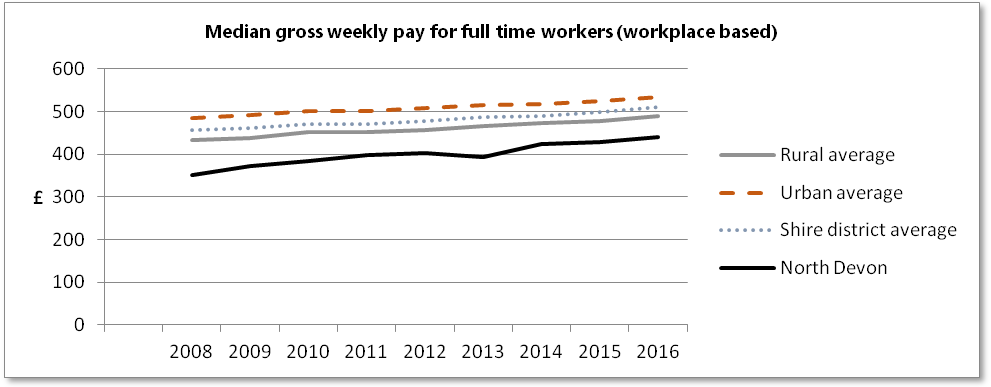 Median gross weekly pay for full time workers (workplace based)
600
500
400
300
200
100
0
£
2008 2009 2010 2011 2012 2013 2014 2015 2016
Rural average
Urban average
Shire district average
North Devon